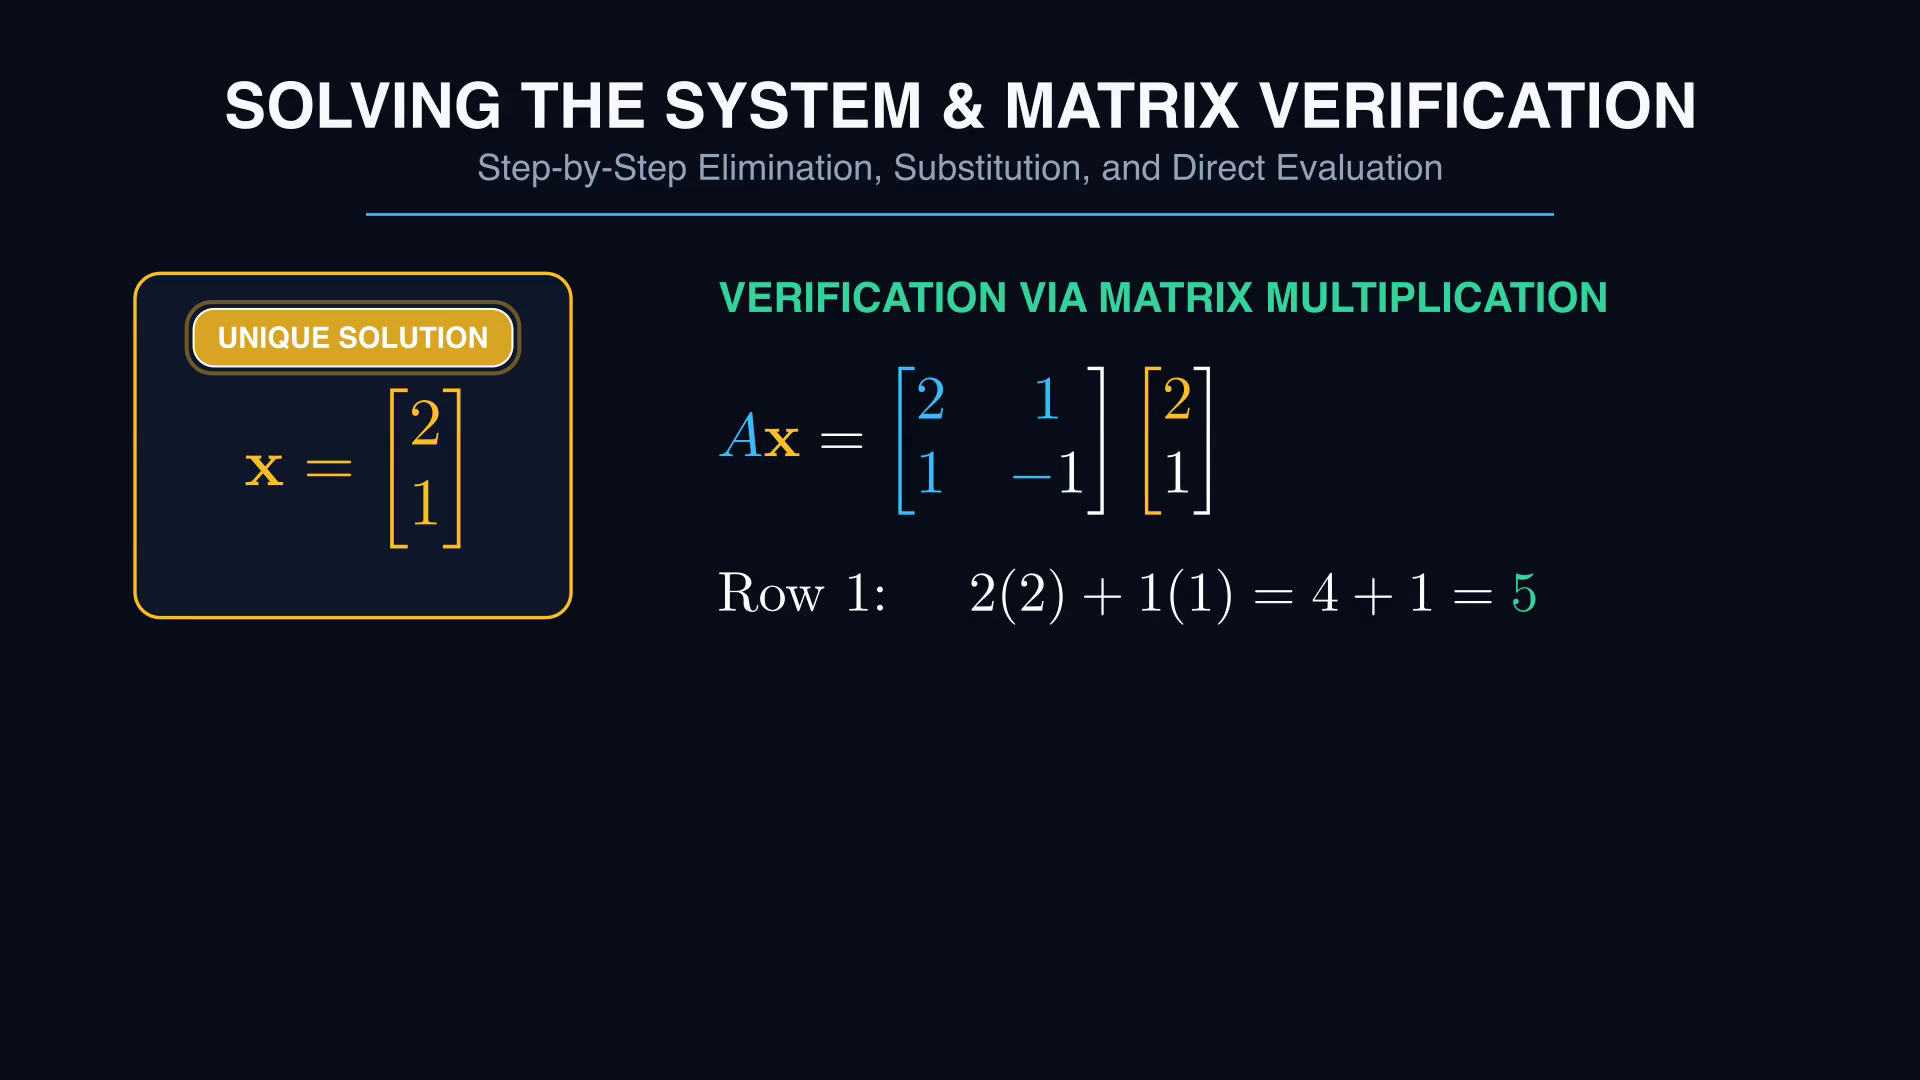 SOLVING THE SYSTEM & MATRIX VERIFICATION
Step-by-Step Elimination, Substitution, and Direct Evaluation
UNIQUE SOLUTION
x = [2
1]
VERIFICATION VIA MATRIX MULTIPLICATION
Ax = [2 1
1 −1] [2
1]
Row 1: 2(2) + 1(1) = 4 + 1 = 5